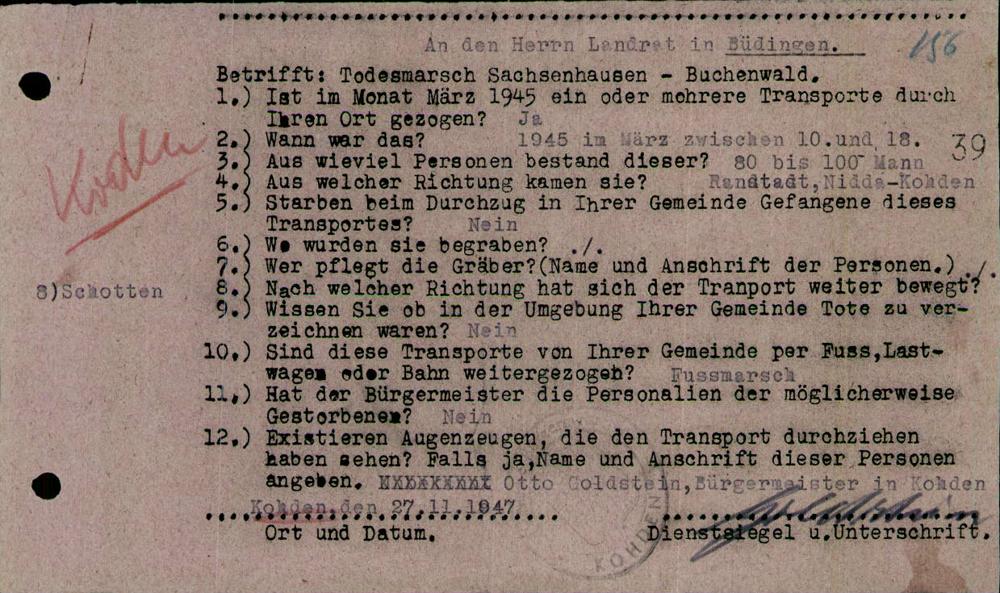 An den Herrn Landrat in Büdingen. 156
Betrifft: Todesmarsch Sachsenhausen - Buchenwald.
1.) Ist im Monat März 1945 ein oder mehrere Transporte durch
Ihren Ort gezogen? Ja
2.) Wann war das? 1945 im März zwischen 10.und 18. 39
3.) Aus wieviel Personen bestand dieser? 80 bis 100 Mann
4.) Aus welcher Richtung kamen sie? Randtadt,Nidda-Kohden
Kohden
5.) Starben beim Durchzug in Ihrer Gemeinde Gefangene dieses
Transportes? Nein
6.) Wo wurden sie begraben? ./.
7.) Wer pflegt die Gräber?(Name und Anschrift der Personen.) ./.
8)Schotten 8.) Nach welcher Richtung hat sich der Tranport weiter bewegt?
9.) Wissen Sie ob in der Umgebung Ihrer Gemeinde Tote zu ver-
zeichnen waren? Nein
10.) Sind diese Transporte von Ihrer Gemeinde per Fuss,Last-
wagen oder Bahn weitergezogen? Fussmarsch
11.) Hat der Bürgermeister die Personalien der möglicherweise
Gestorbenen? Nein
12.) Existieren Augenzeugen, die den Transport durchziehen
haben sehen? Falls ja,Name und Anschrift dieser Personen
angeben. Otto Goldstein,Bürgermeister in Kohden
Kohden,den 27.11.1947 Goldstein
Ort und Datum. Dienstsiegel u.Unterschrift.
KOHDEN